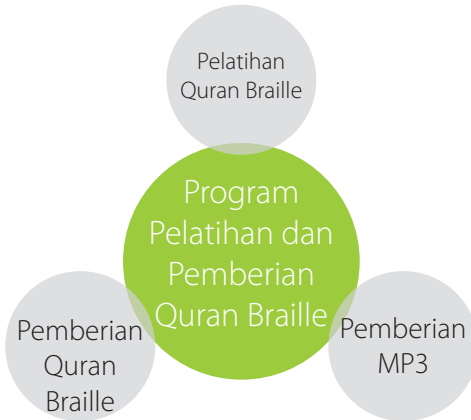 Pelatihan
Quran Braille
Program
Pelatihan dan
Pemberian
Quran Braille
Pemberian
Quran
Braille
Pemberian
MP3